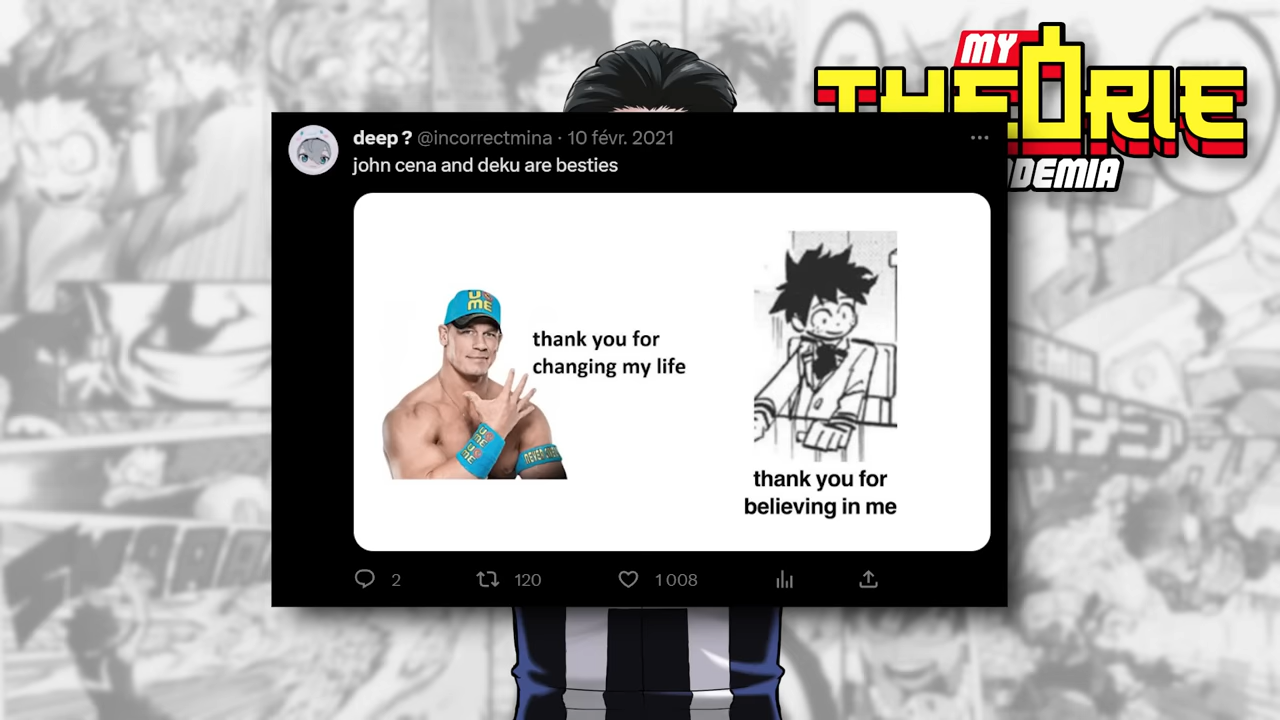 MY
THEORIE
deep ? @incorrectmina · 10 févr. 2021
john cena and deku are besties
U
ME
thank you for
changing my life
thank you for
believing in me
2
120
1 008